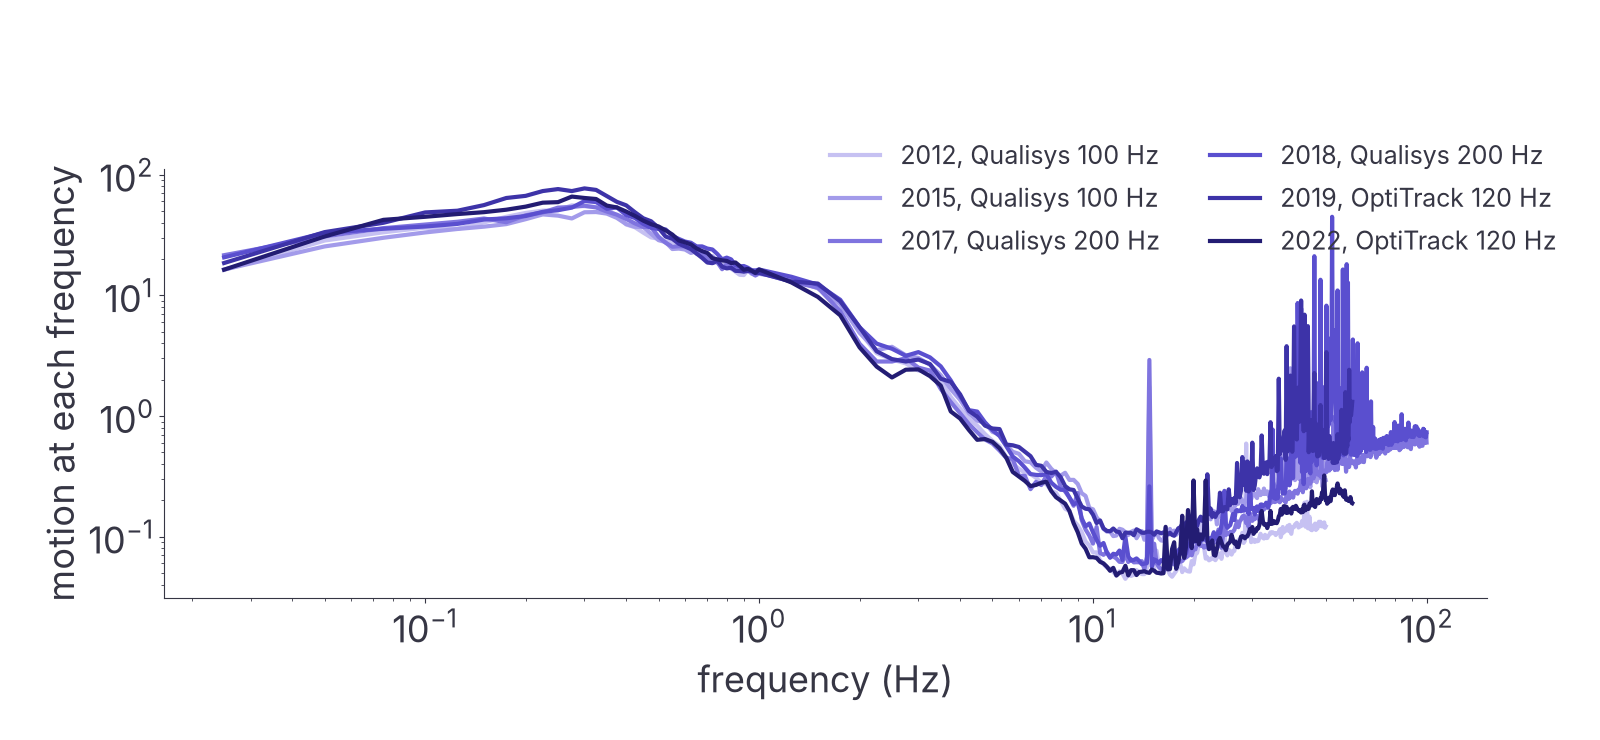 2012, Qualisys 100 Hz
2015, Qualisys 100 Hz
2017, Qualisys 200 Hz
2018, Qualisys 200 Hz
2019, OptiTrack 120 Hz
2022, OptiTrack 120 Hz
motion at each frequency
10²
10¹
10⁰
10⁻¹
10⁻¹ 10⁰ 10¹ 10²
frequency (Hz)